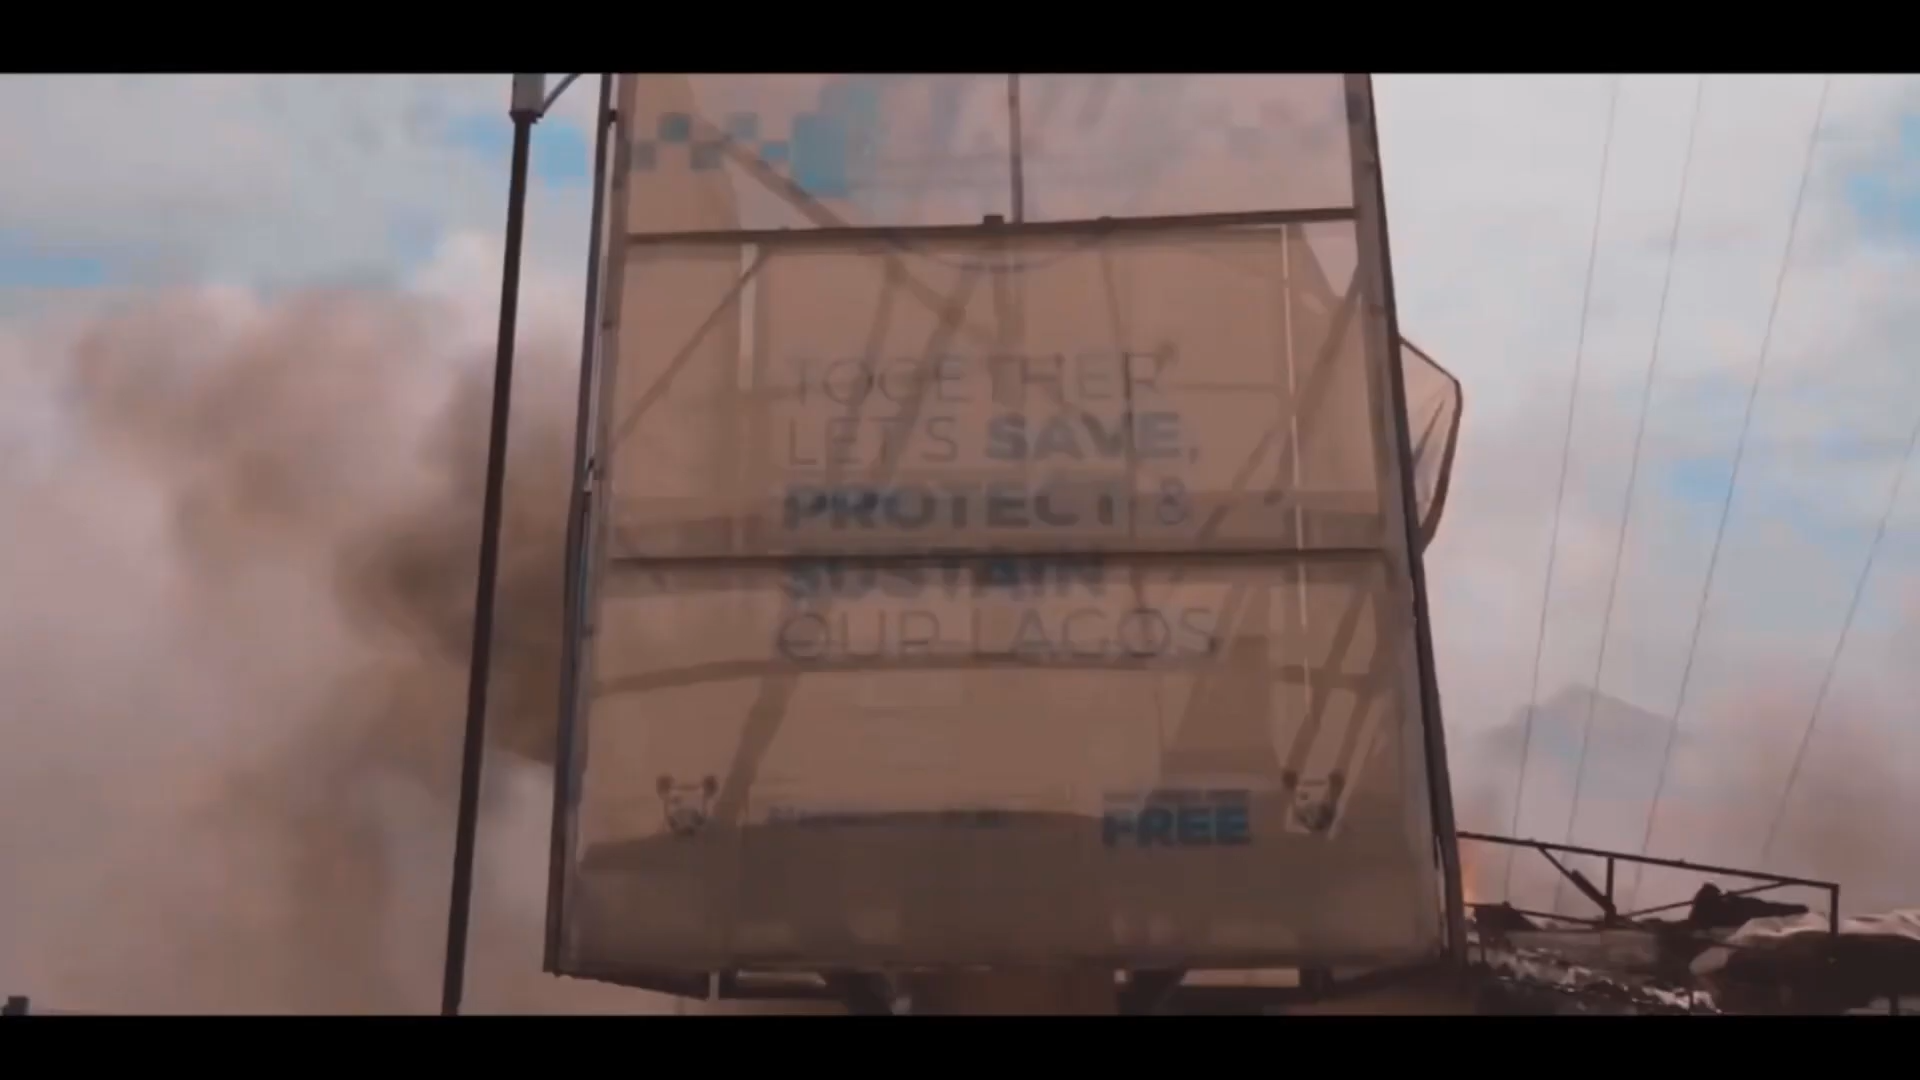 TOGETHER
LET'S SAVE,
PROTECT &
SUSTAIN
OUR LAGOS
FREE